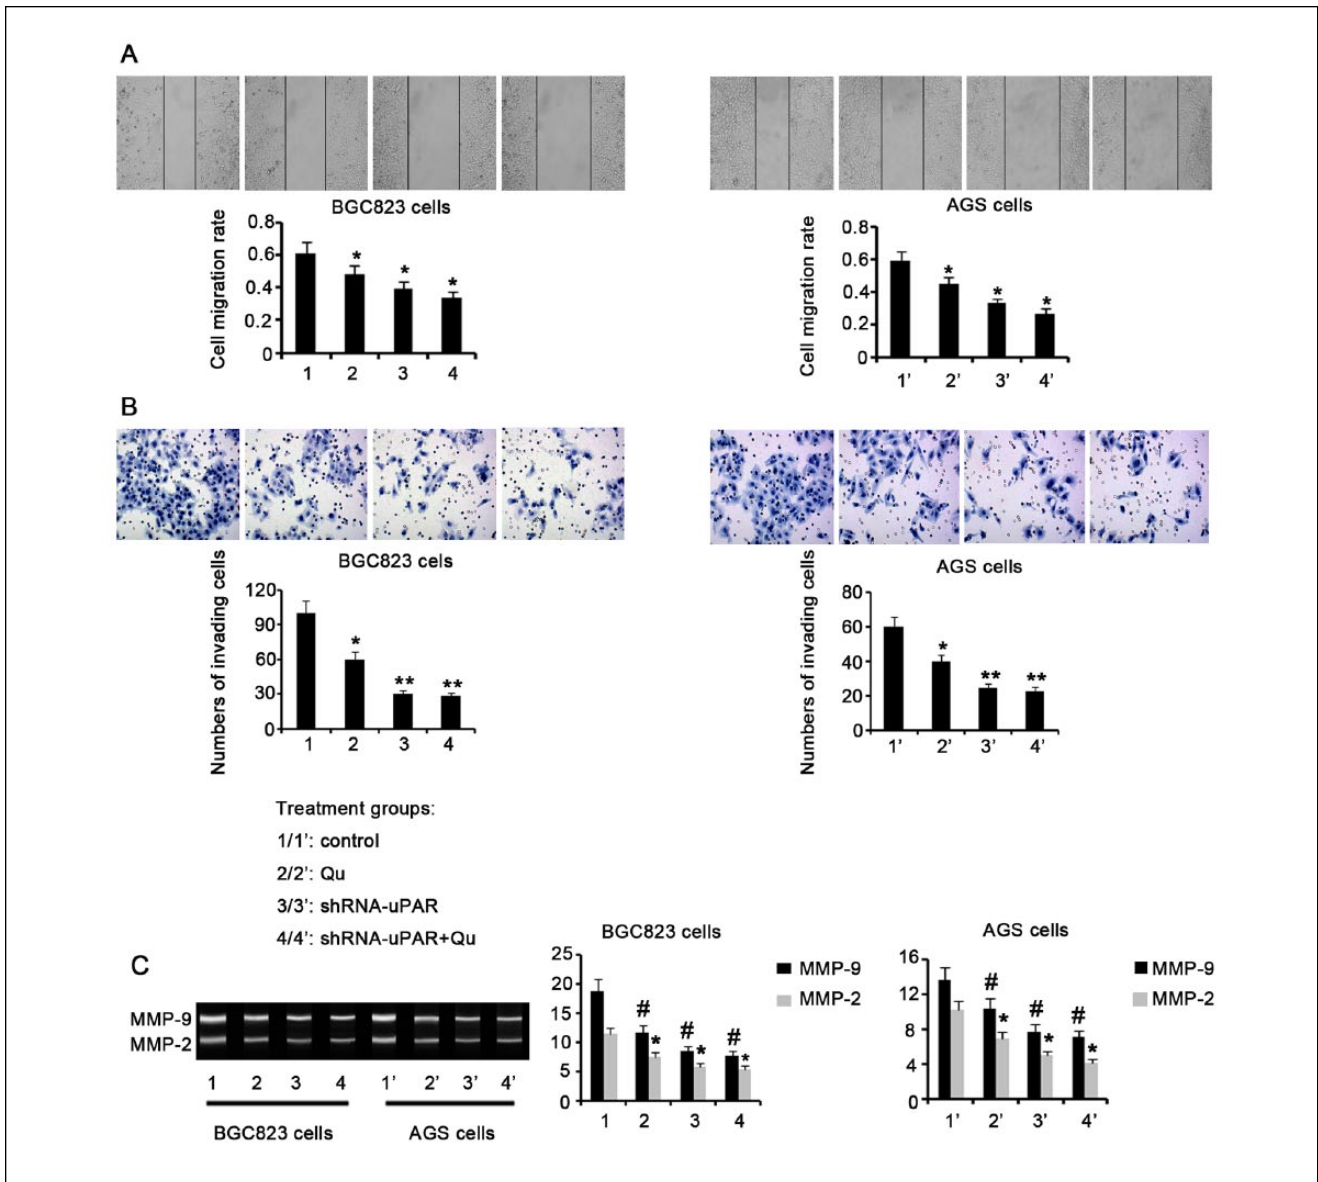 A
BGC823 cells
AGS cells
Cell migration rate
0.8
0.6
0.4
0.2
0
*
*
*
1 2 3 4
Cell migration rate
0.8
0.6
0.4
0.2
0
*
*
*
1’ 2’ 3’ 4’
B
BGC823 cels
AGS cells
Numbers of invading cells
120
90
60
30
0
*
**
**
1 2 3 4
Numbers of invading cells
80
60
40
20
0
*
**
**
1’ 2’ 3’ 4’
Treatment groups:
1/1’: control
2/2’: Qu
3/3’: shRNA-uPAR
4/4’: shRNA-uPAR+Qu
C
MMP-9
MMP-2
1 2 3 4 1’ 2’ 3’ 4’
BGC823 cells
AGS cells
BGC823 cells
25
20
15
10
5
0
#
*
#
*
#
*
1 2 3 4
MMP-9
MMP-2
AGS cells
16
12
8
4
0
#
*
#
*
#
*
1’ 2’ 3’ 4’
MMP-9
MMP-2